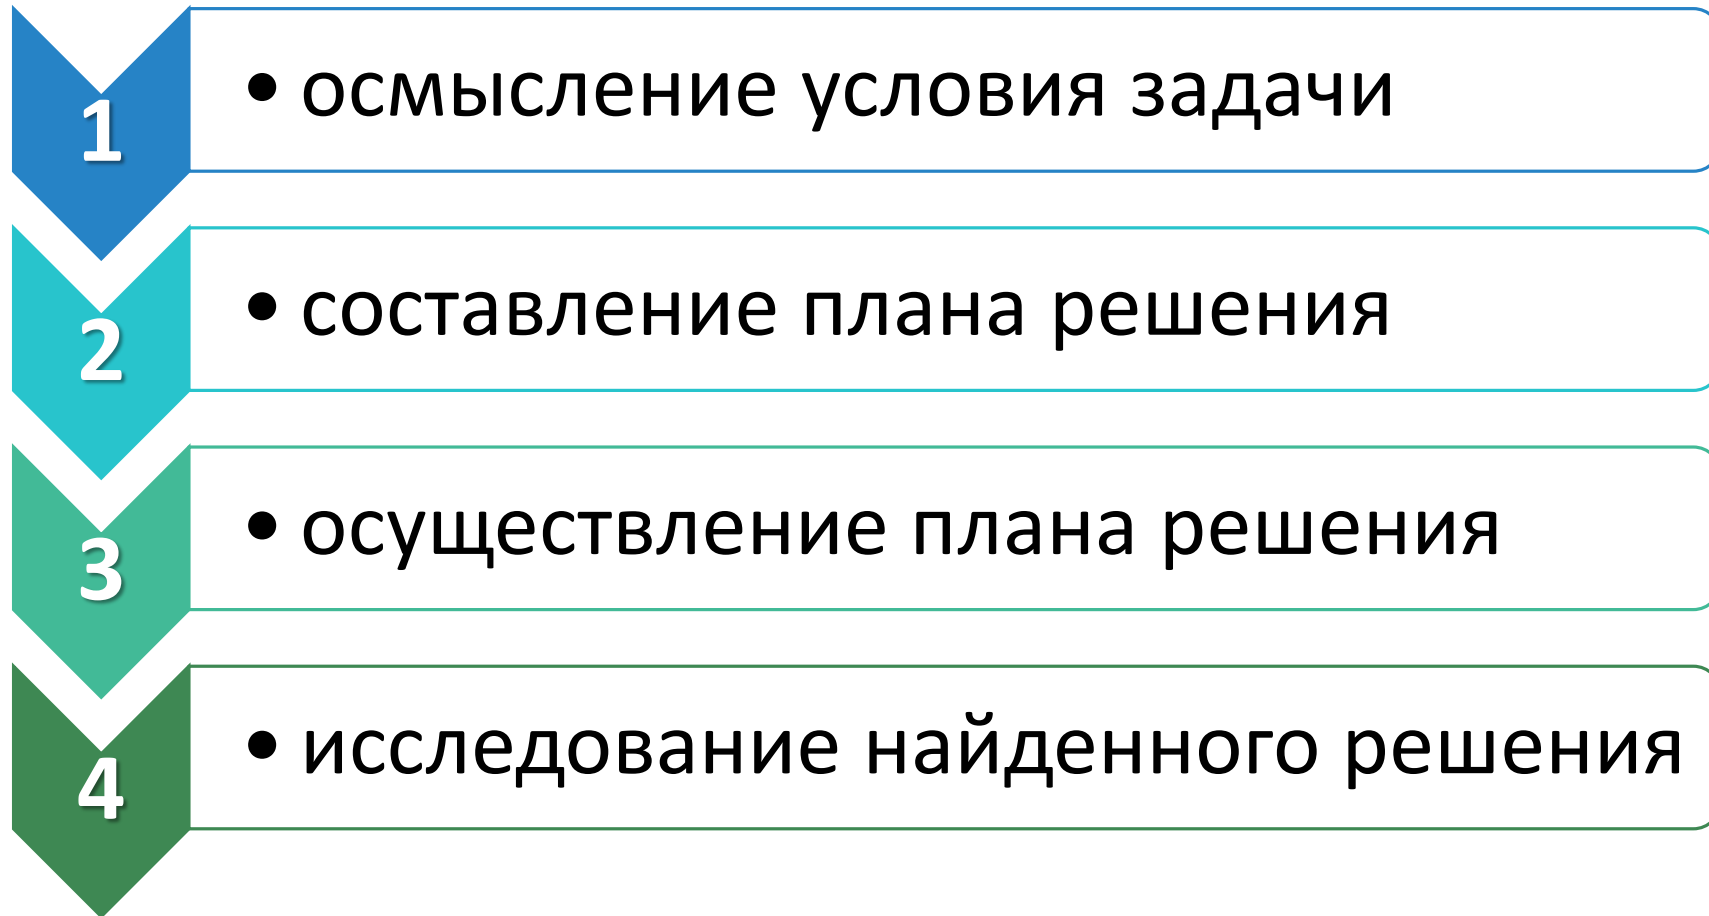 1
• осмысление условия задачи
2
• составление плана решения
3
• осуществление плана решения
4
• исследование найденного решения